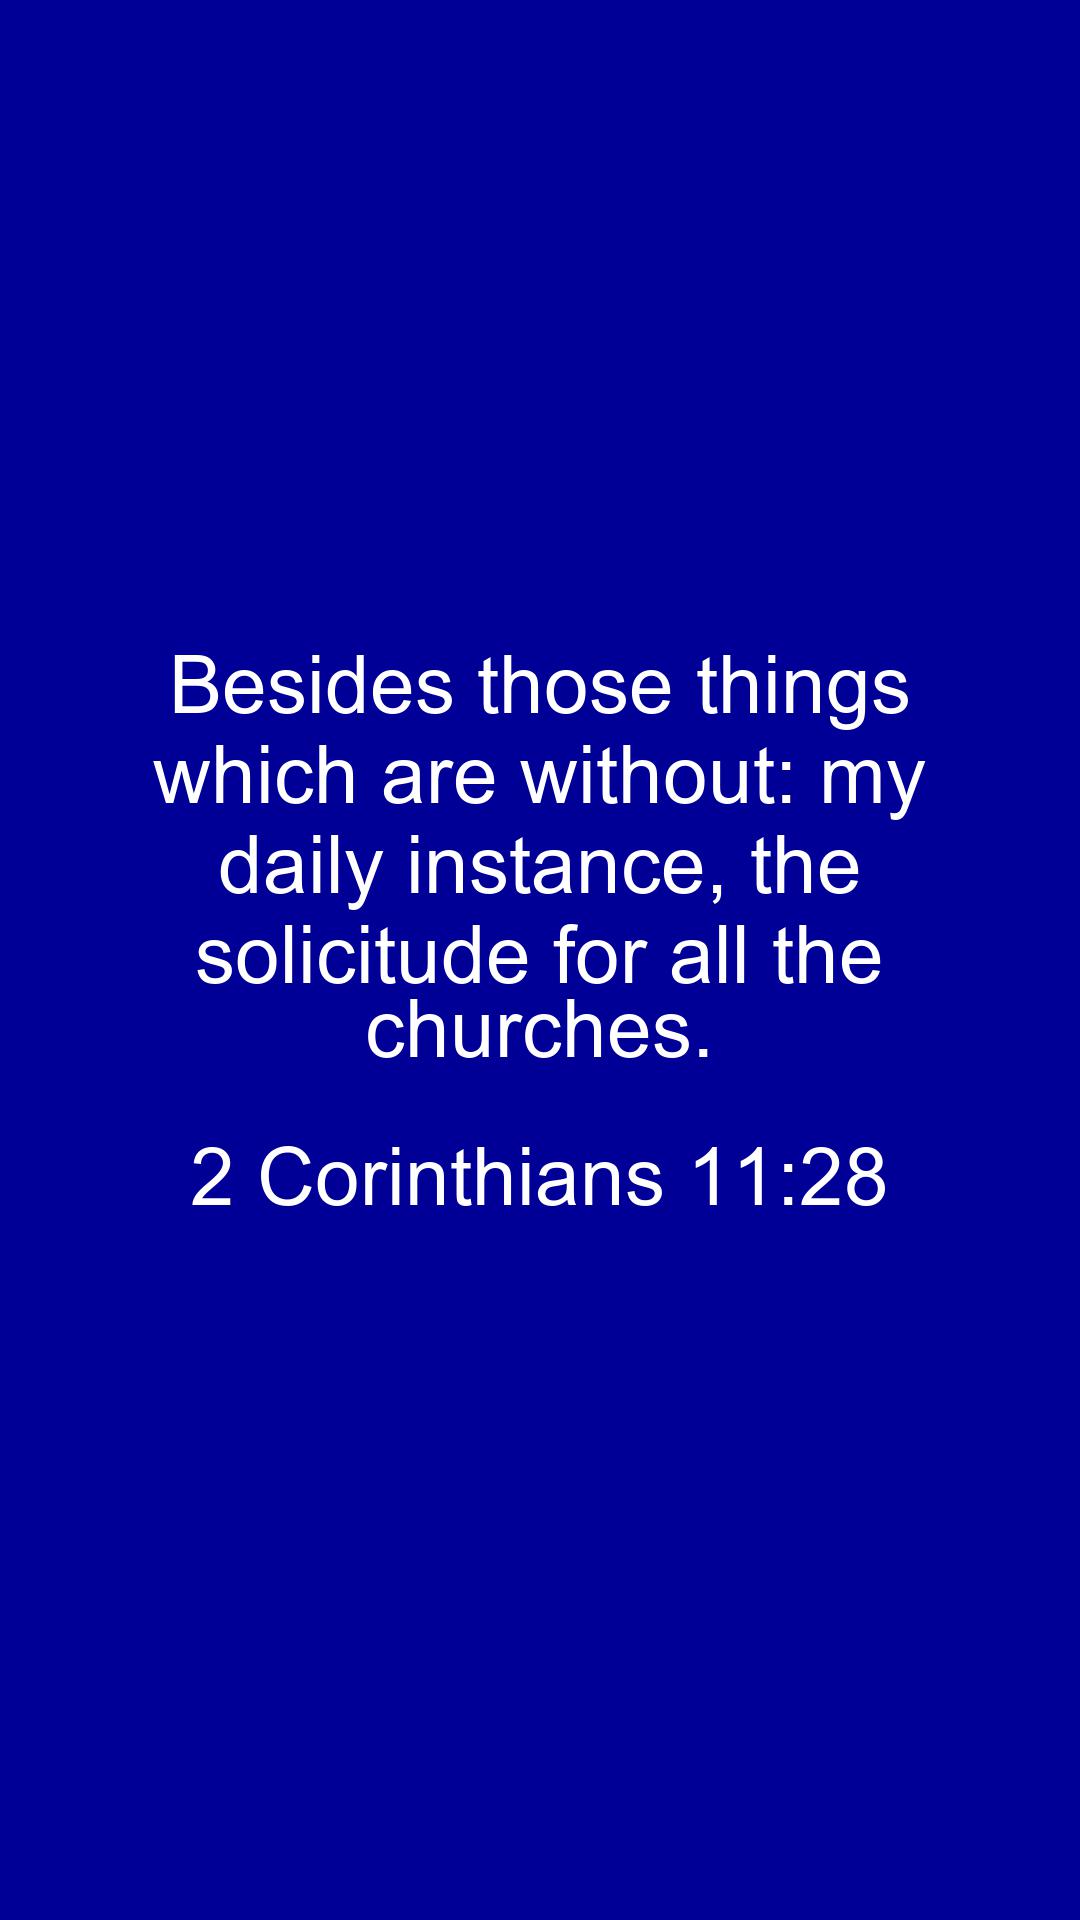 Besides those things
which are without: my
daily instance, the
solicitude for all the
churches.
2 Corinthians 11:28